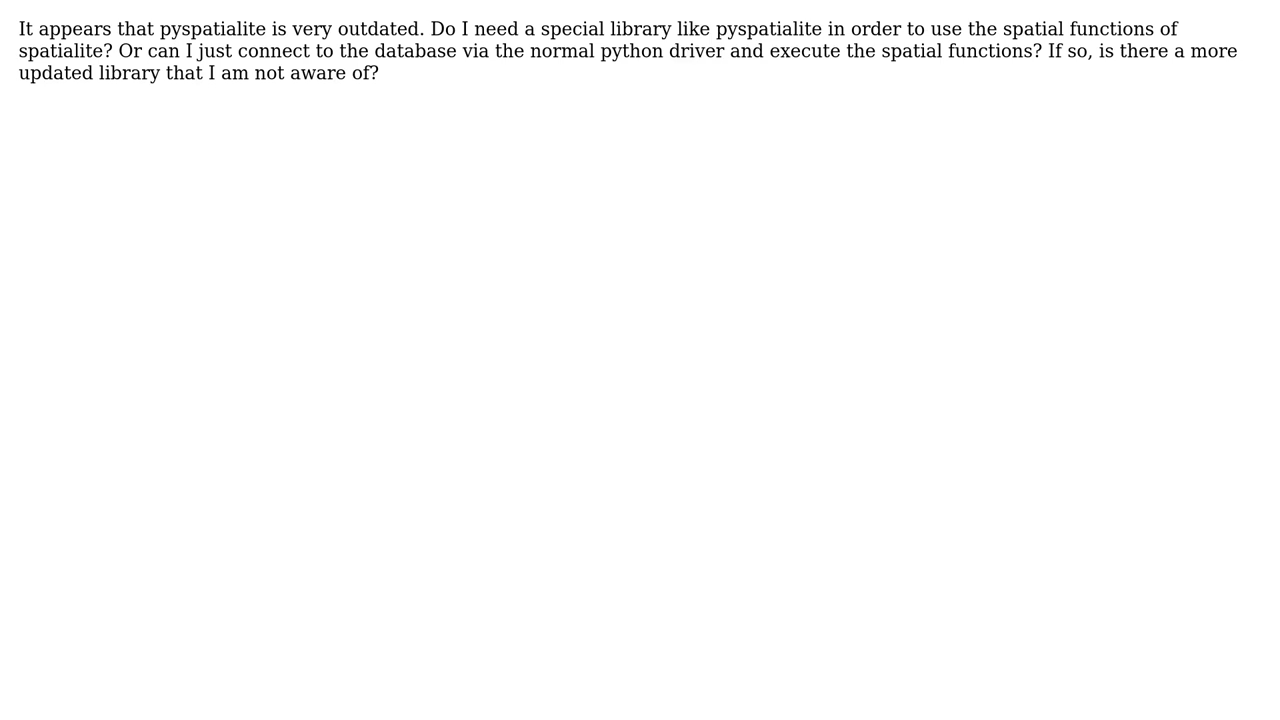 It appears that pyspatialite is very outdated. Do I need a special library like pyspatialite in order to use the spatial functions of
spatialite? Or can I just connect to the database via the normal python driver and execute the spatial functions? If so, is there a more
updated library that I am not aware of?